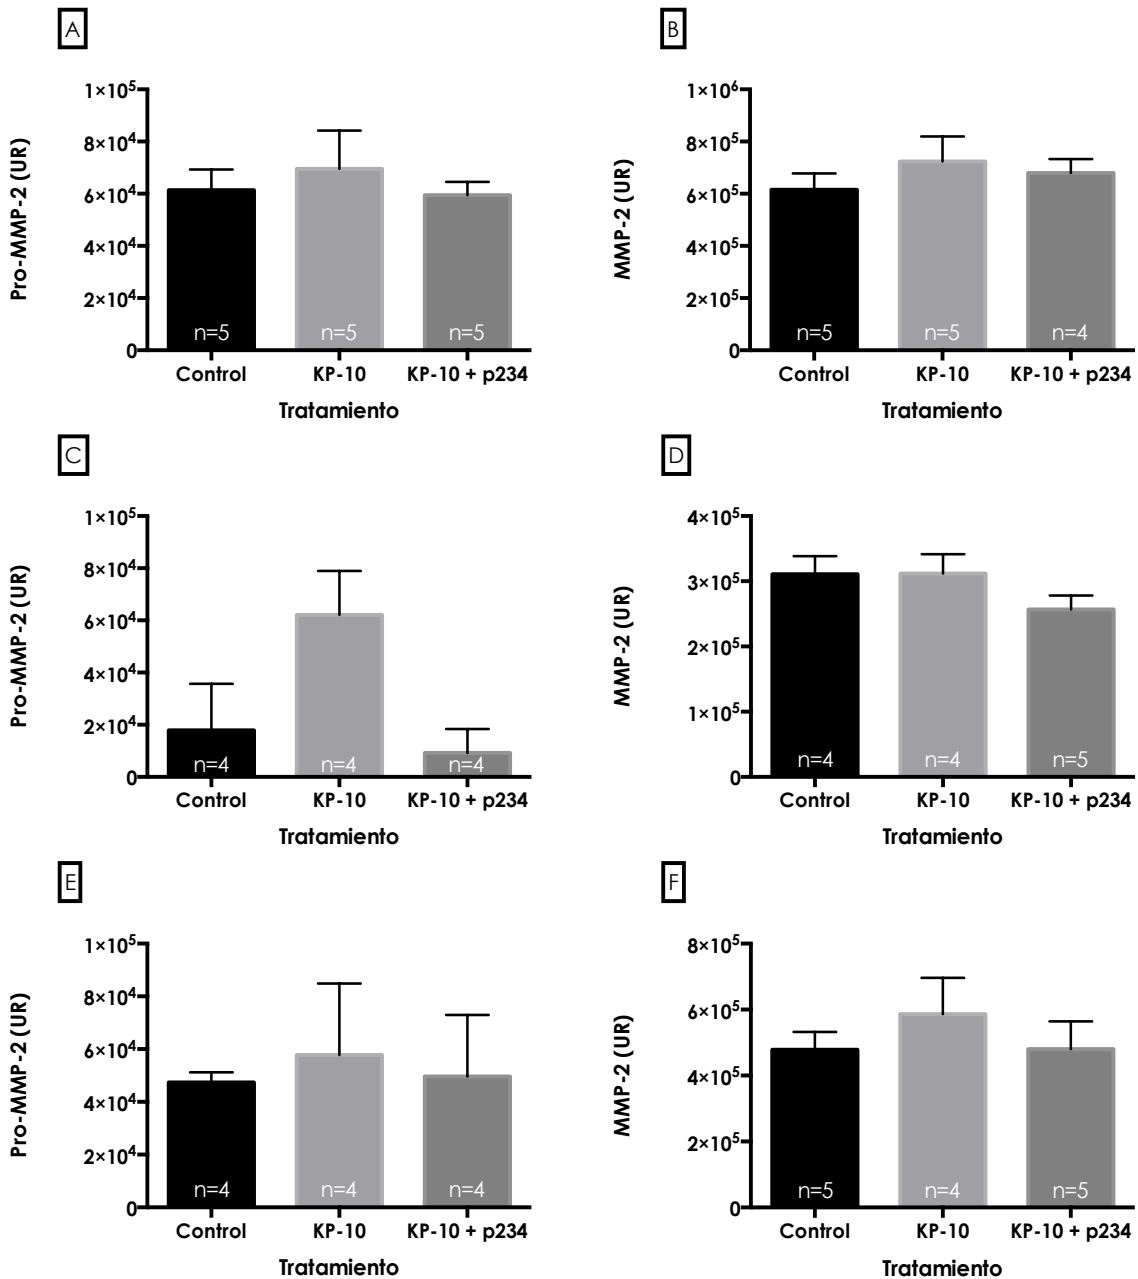 A
Pro-MMP-2 (UR)
1×10⁵
8×10⁴
6×10⁴
4×10⁴
2×10⁴
0
n=5 n=5 n=5
Control KP-10 KP-10 + p234
Tratamiento
B
MMP-2 (UR)
1×10⁶
8×10⁵
6×10⁵
4×10⁵
2×10⁵
0
n=5 n=5 n=4
Control KP-10 KP-10 + p234
Tratamiento
C
Pro-MMP-2 (UR)
1×10⁵
8×10⁴
6×10⁴
4×10⁴
2×10⁴
0
n=4 n=4 n=4
Control KP-10 KP-10 + p234
Tratamiento
D
MMP-2 (UR)
4×10⁵
3×10⁵
2×10⁵
1×10⁵
0
n=4 n=4 n=5
Control KP-10 KP-10 + p234
Tratamiento
E
Pro-MMP-2 (UR)
1×10⁵
8×10⁴
6×10⁴
4×10⁴
2×10⁴
0
n=4 n=4 n=4
Control KP-10 KP-10 + p234
Tratamiento
F
MMP-2 (UR)
8×10⁵
6×10⁵
4×10⁵
2×10⁵
0
n=5 n=4 n=5
Control KP-10 KP-10 + p234
Tratamiento